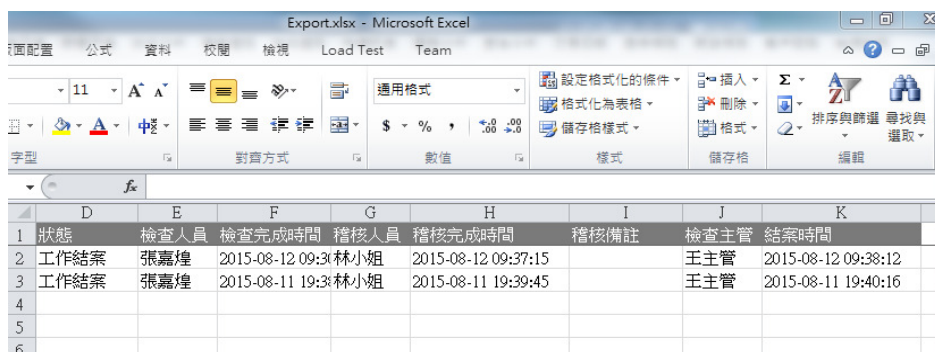 Export.xlsx - Microsoft Excel
頁面配置 公式 資料 校閱 檢視 Load Test Team
11 A A 通用格式 設定格式化的條件 插入 Σ
格式化為表格 刪除
A 中 $ % , .00 儲存格樣式 格式 排序與篩選 尋找與選取
字型 對齊方式 數值 樣式 儲存格 編輯
fx
D E F G H I J K
1 狀態 檢查人員 檢查完成時間 稽核人員 稽核完成時間 稽核備註 檢查主管 結案時間
2 工作結案 張嘉煌 2015-08-12 09:3 林小姐 2015-08-12 09:37:15 王主管 2015-08-12 09:38:12
3 工作結案 張嘉煌 2015-08-11 19:3 林小姐 2015-08-11 19:39:45 王主管 2015-08-11 19:40:16
4
5
6